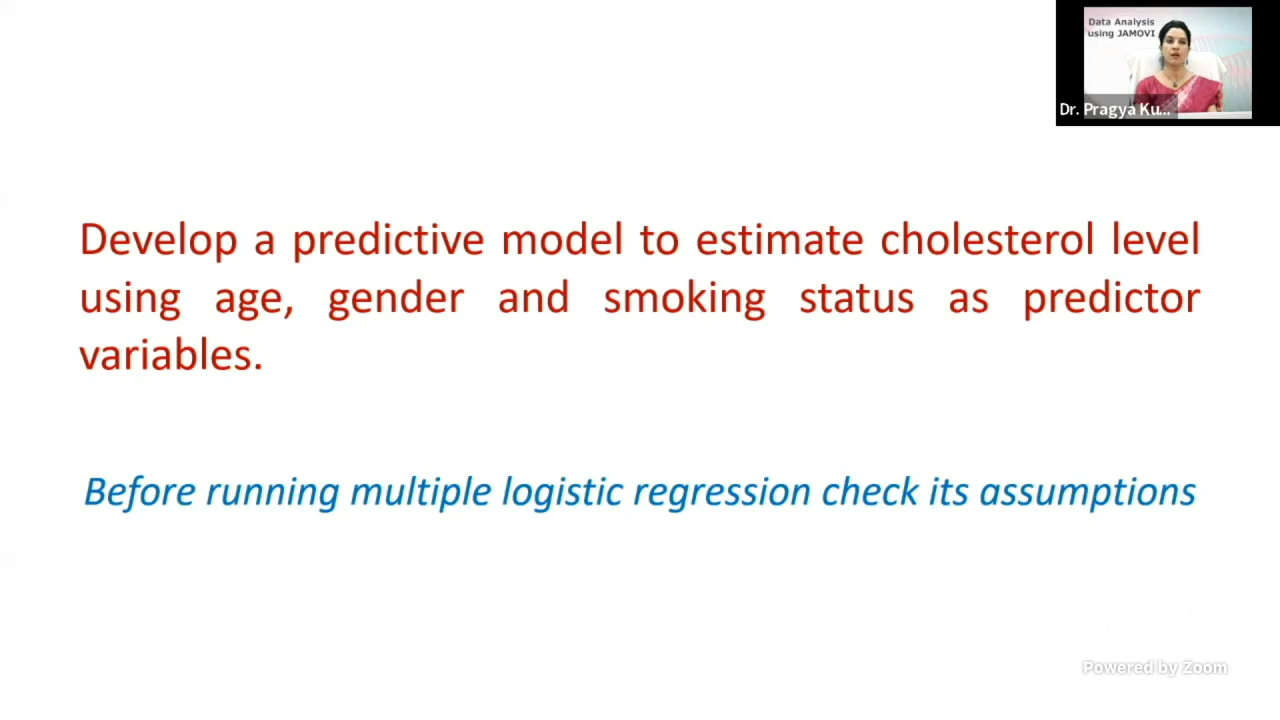 Data Analysis
using JAMOVI
Dr. Pragya Ku...
Develop a predictive model to estimate cholesterol level
using age, gender and smoking status as predictor
variables.
Before running multiple logistic regression check its assumptions
Powered by Zoom